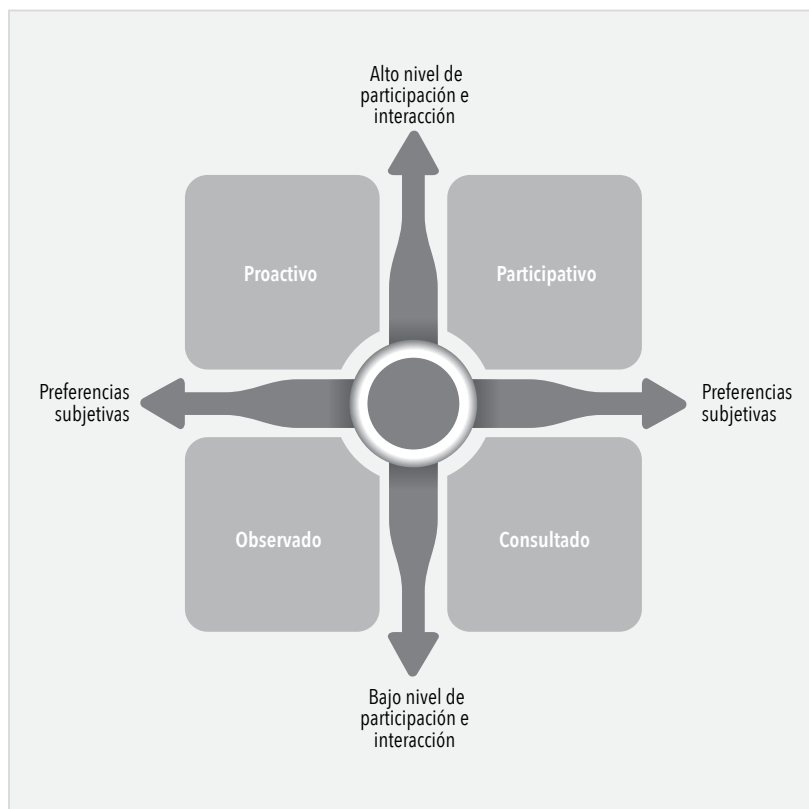 Alto nivel de
participación e
interacción
Proactivo
Participativo
Preferencias
subjetivas
Preferencias
subjetivas
Observado
Consultado
Bajo nivel de
participación e
interacción